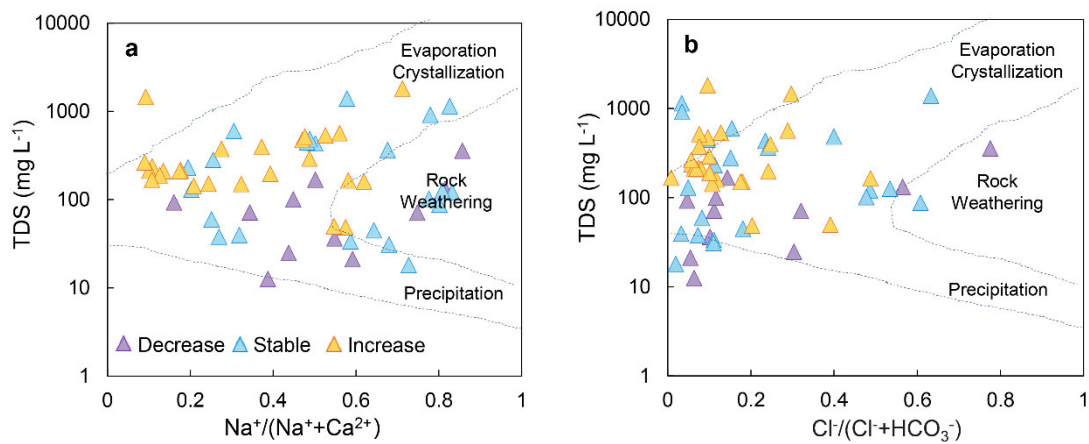 a
TDS (mg L⁻¹)
10000
1000
100
10
1
0
0.2
0.4
0.6
0.8
1
Na⁺/(Na⁺+Ca²⁺)
Evaporation
Crystallization
Rock
Weathering
Precipitation
Decrease
Stable
Increase
b
TDS (mg L⁻¹)
10000
1000
100
10
1
0
0.2
0.4
0.6
0.8
1
Cl⁻/(Cl⁻+HCO₃⁻)
Evaporation
Crystallization
Rock
Weathering
Precipitation